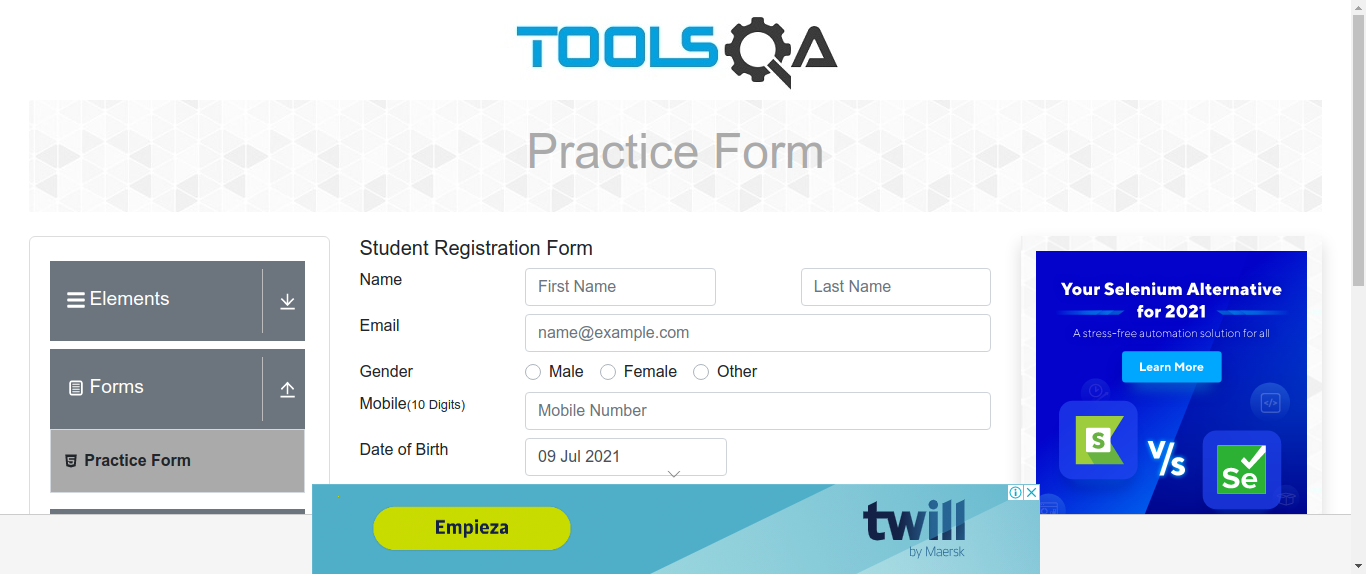 TOOLSQA
Practice Form
Elements
Forms
Practice Form
Student Registration Form
Name
First Name
Last Name
Email
name@example.com
Gender
Male
Female
Other
Mobile(10 Digits)
Mobile Number
Date of Birth
09 Jul 2021
Your Selenium Alternative
for 2021
A stress-free automation solution for all
Learn More
S
V/s
Se
Empieza
twill
by Maersk